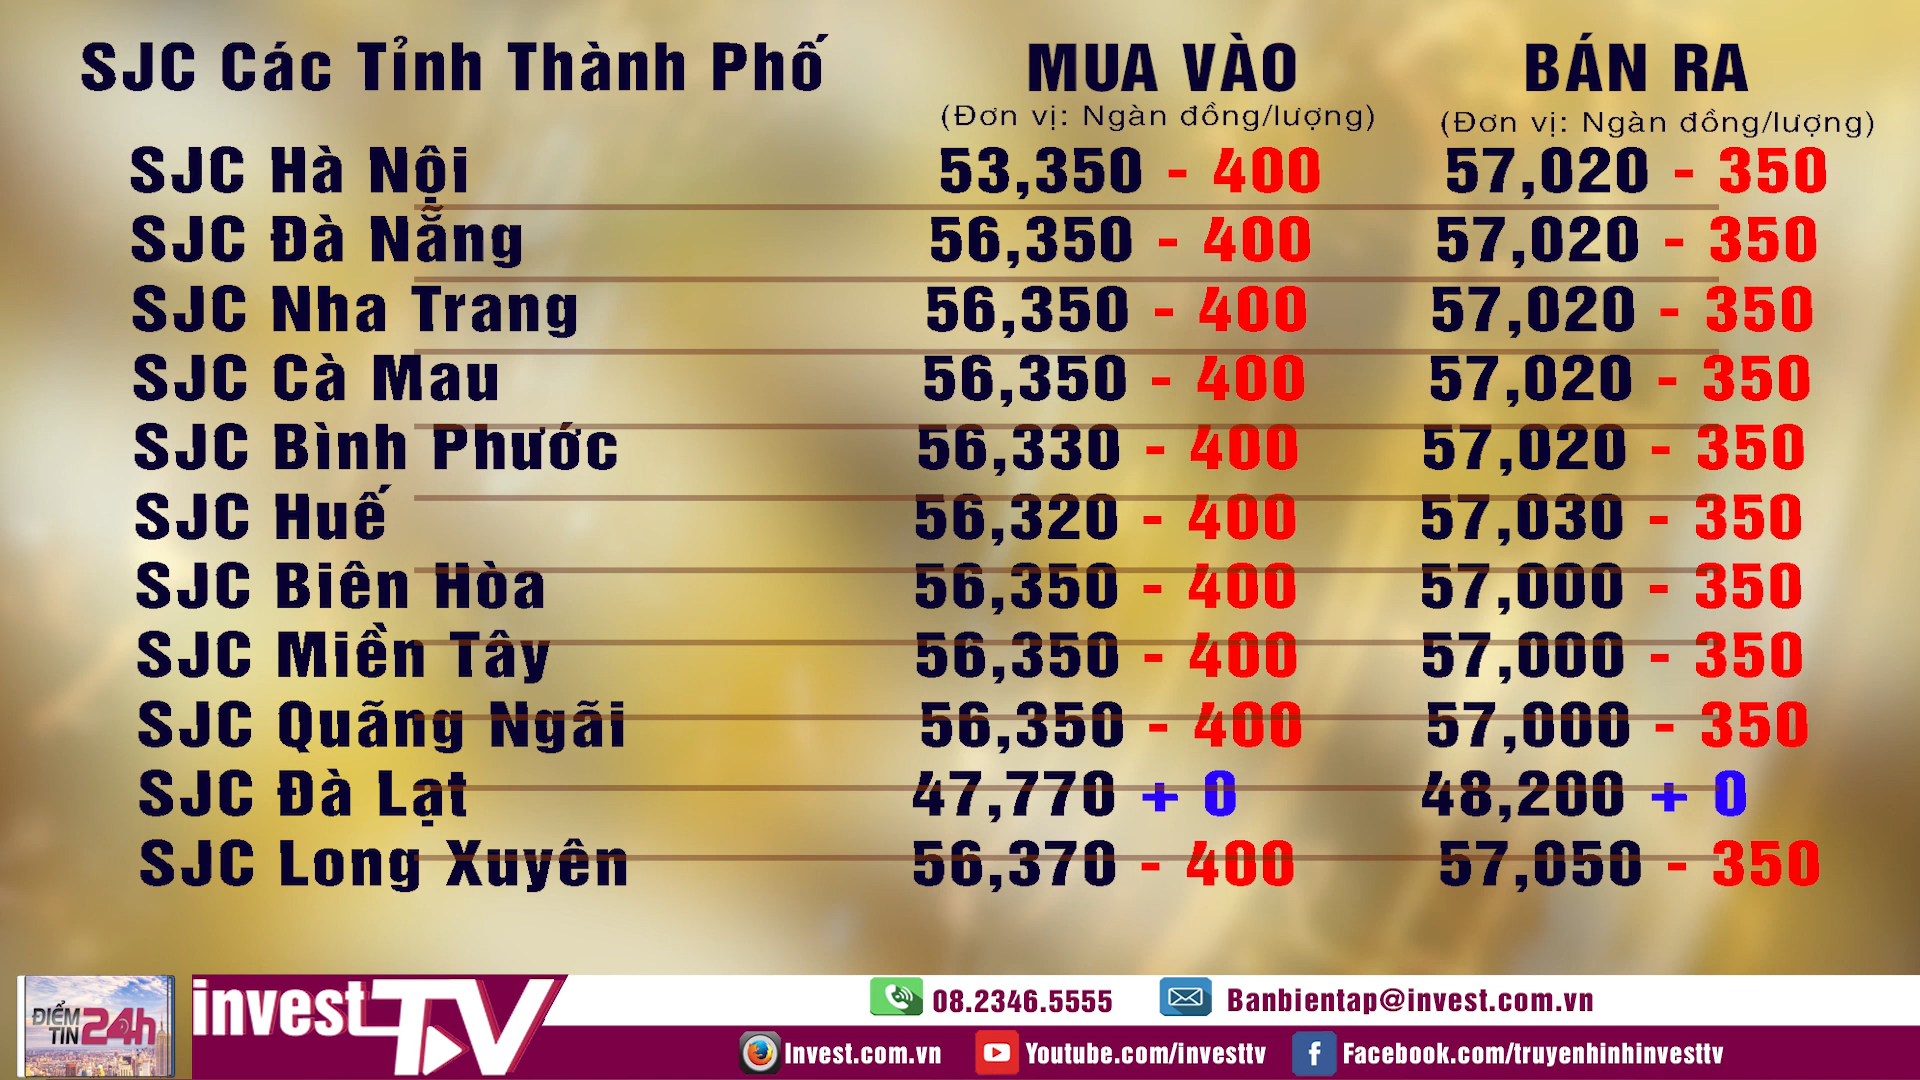 SJC Các Tỉnh Thành Phố MUA VÀO BÁN RA
(Đơn vị: Ngàn đồng/lượng) (Đơn vị: Ngàn đồng/lượng)
SJC Hà Nội 53,350 - 400 57,020 - 350
SJC Đà Nẵng 56,350 - 400 57,020 - 350
SJC Nha Trang 56,350 - 400 57,020 - 350
SJC Cà Mau 56,350 - 400 57,020 - 350
SJC Bình Phước 56,330 - 400 57,020 - 350
SJC Huế 56,320 - 400 57,030 - 350
SJC Biên Hòa 56,350 - 400 57,000 - 350
SJC Miền Tây 56,350 - 400 57,000 - 350
SJC Quãng Ngãi 56,350 - 400 57,000 - 350
SJC Đà Lạt 47,770 + 0 48,200 + 0
SJC Long Xuyên 56,370 - 400 57,050 - 350
ĐIỂM TIN 24h
investTV
08.2346.5555 Banbientap@invest.com.vn
Invest.com.vn Youtube.com/investtv Facebook.com/truyenhinhinvesttv